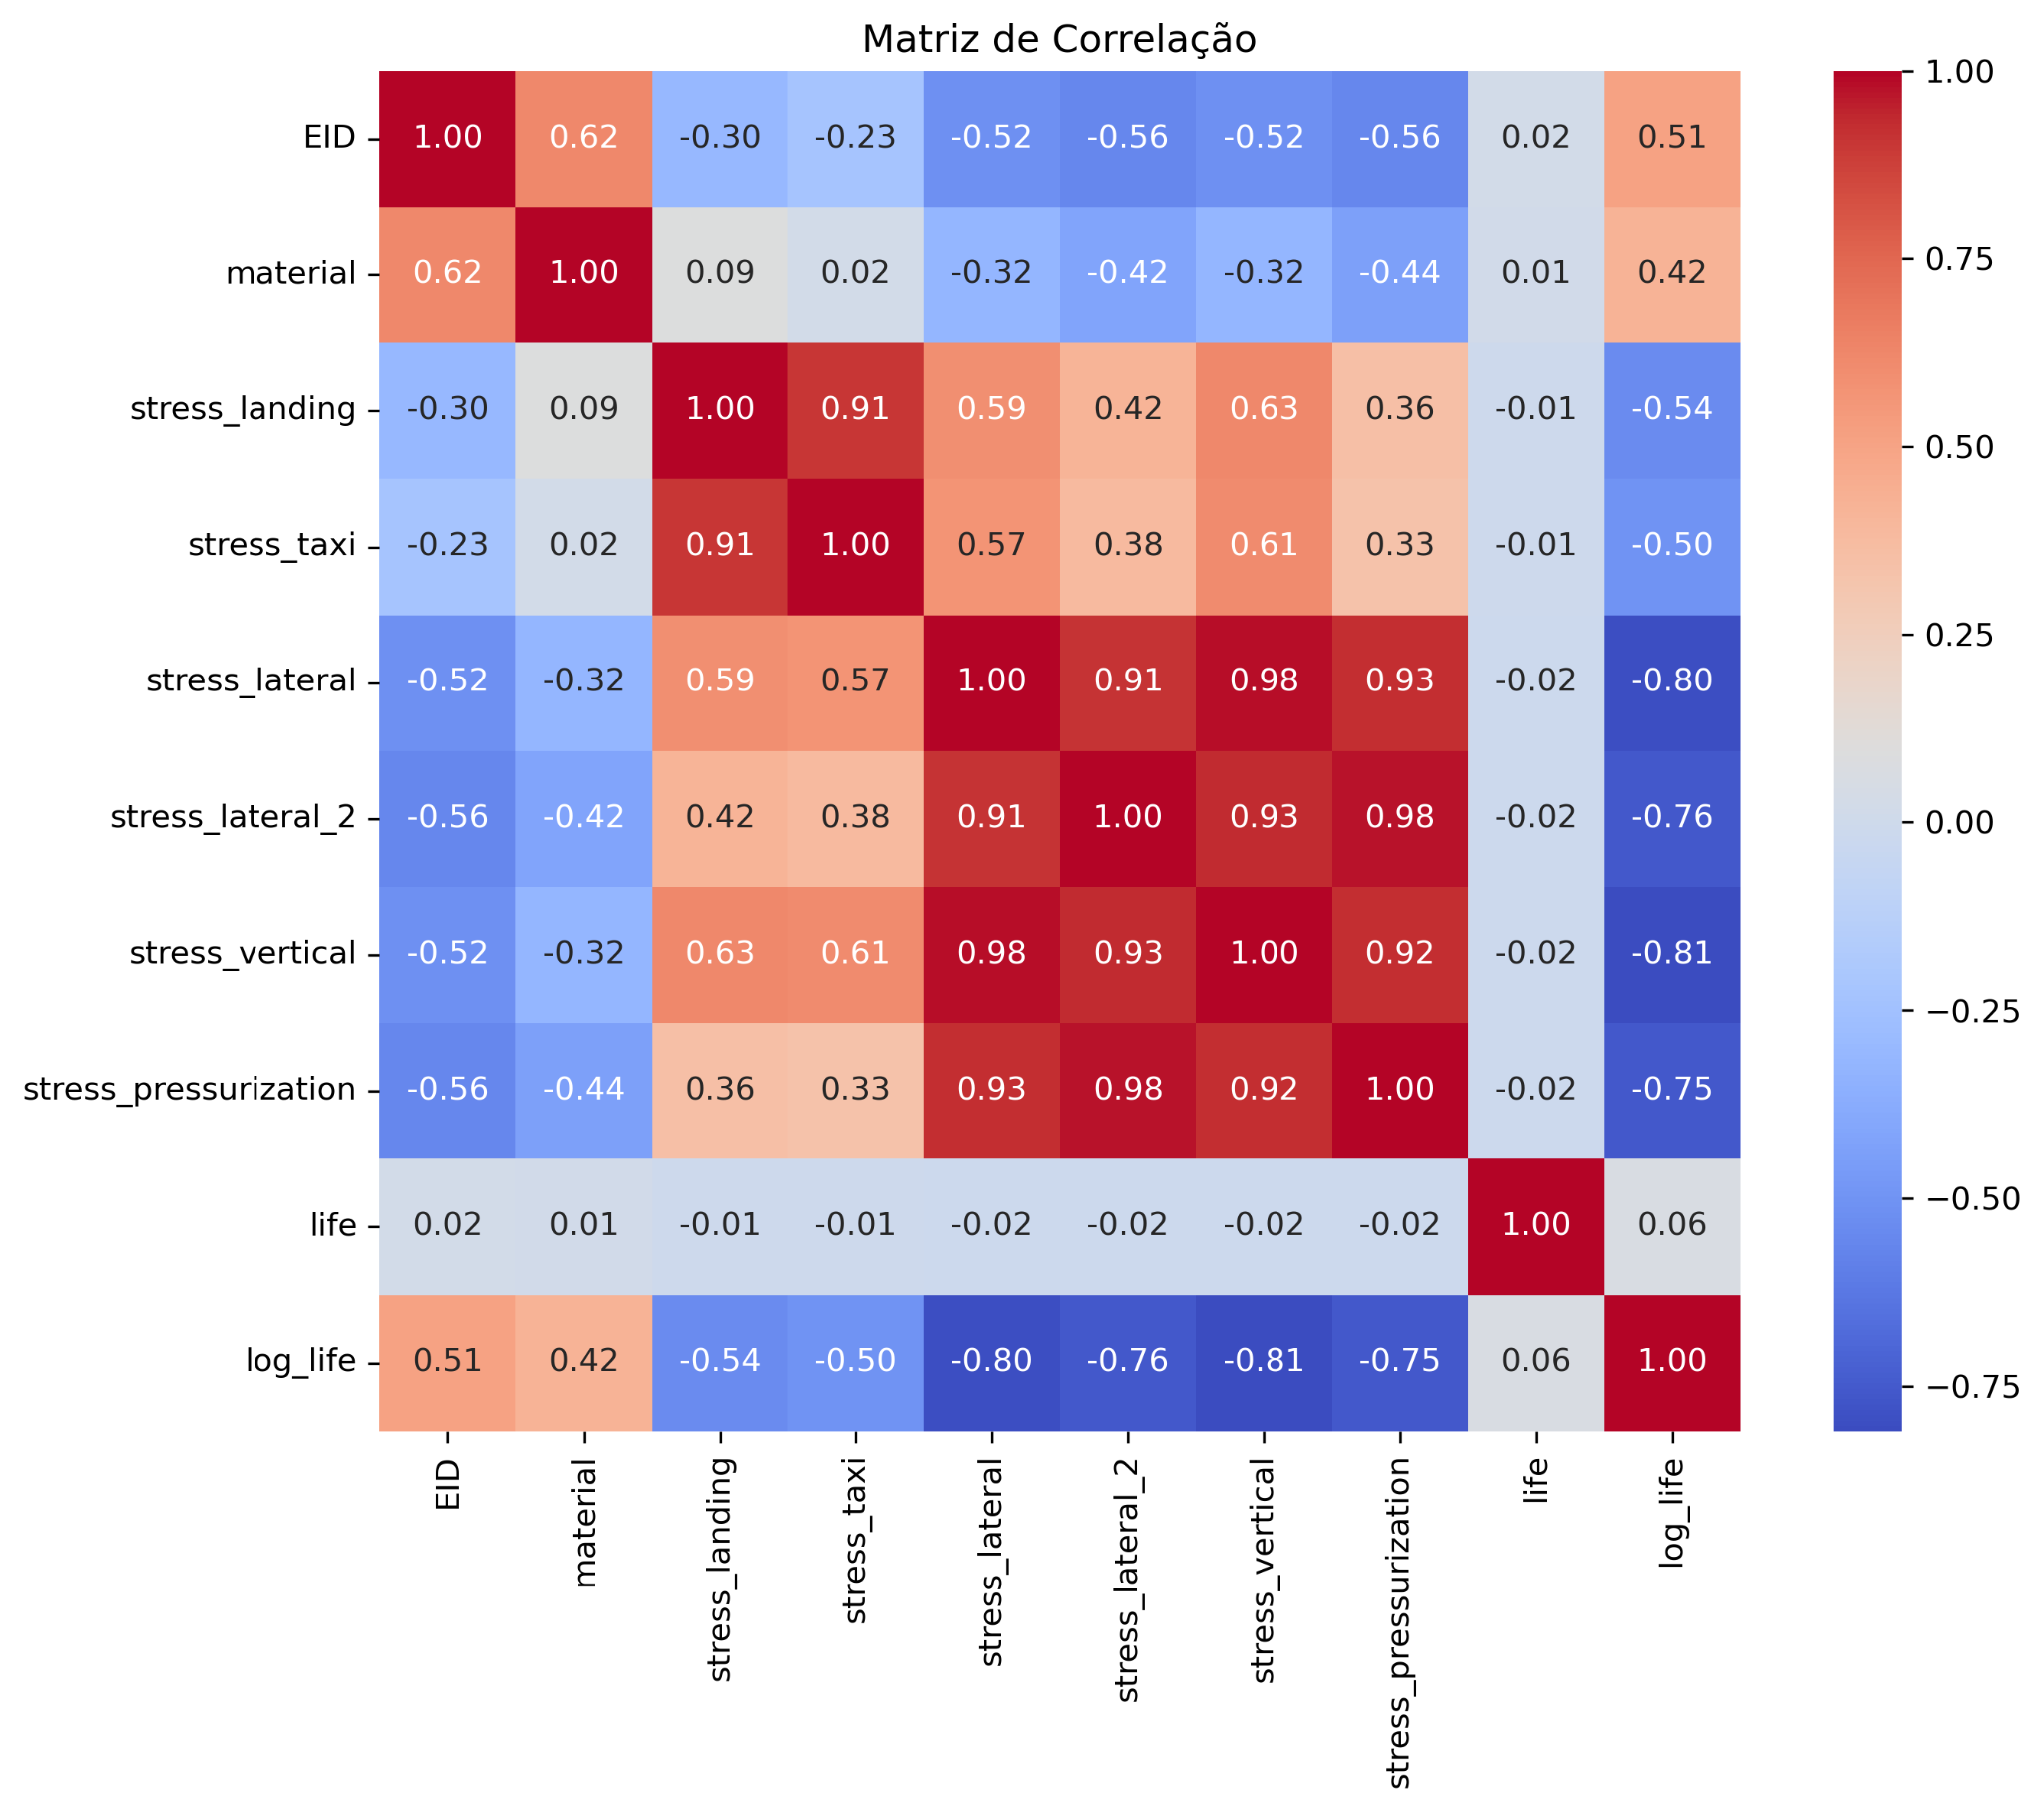 Matriz de Correlação
EID 1.00 0.62 -0.30 -0.23 -0.52 -0.56 -0.52 -0.56 0.02 0.51
material 0.62 1.00 0.09 0.02 -0.32 -0.42 -0.32 -0.44 0.01 0.42
stress_landing -0.30 0.09 1.00 0.91 0.59 0.42 0.63 0.36 -0.01 -0.54
stress_taxi -0.23 0.02 0.91 1.00 0.57 0.38 0.61 0.33 -0.01 -0.50
stress_lateral -0.52 -0.32 0.59 0.57 1.00 0.91 0.98 0.93 -0.02 -0.80
stress_lateral_2 -0.56 -0.42 0.42 0.38 0.91 1.00 0.93 0.98 -0.02 -0.76
stress_vertical -0.52 -0.32 0.63 0.61 0.98 0.93 1.00 0.92 -0.02 -0.81
stress_pressurization -0.56 -0.44 0.36 0.33 0.93 0.98 0.92 1.00 -0.02 -0.75
life 0.02 0.01 -0.01 -0.01 -0.02 -0.02 -0.02 -0.02 1.00 0.06
log_life 0.51 0.42 -0.54 -0.50 -0.80 -0.76 -0.81 -0.75 0.06 1.00
EID
material
stress_landing
stress_taxi
stress_lateral
stress_lateral_2
stress_vertical
stress_pressurization
life
log_life
1.00
0.75
0.50
0.25
0.00
−0.25
−0.50
−0.75